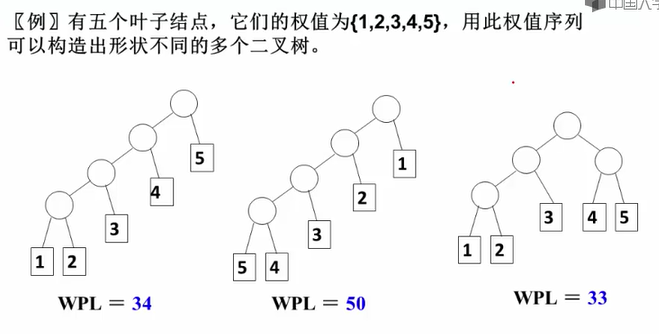 〖例〗有五个叶子结点，它们的权值为{1,2,3,4,5}，用此权值序列
可以构造出形状不同的多个二叉树。
5
4
3
1 2
WPL = 34
1
2
3
5 4
WPL = 50
3 4 5
1 2
WPL = 33